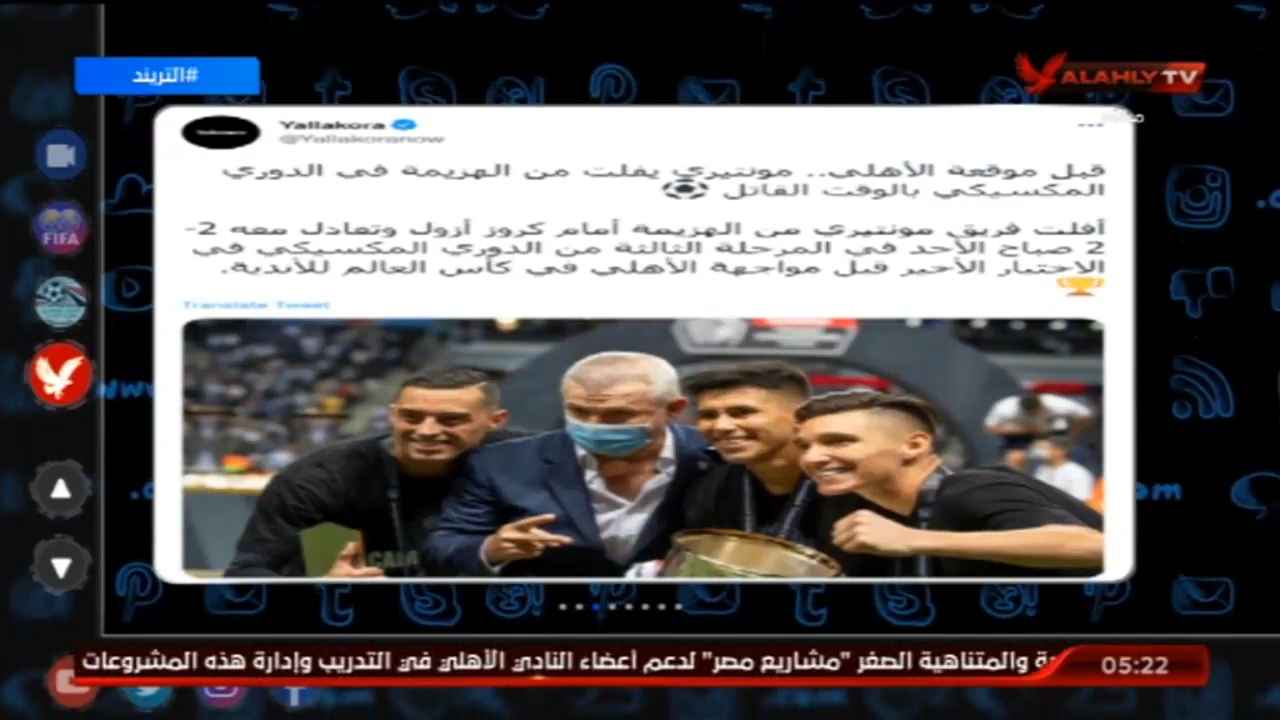 #التريند
ALAHLY TV
Yallakora
@Yallakoranow
قبل موقعة الأهلي.. مونتيري يفلت من الهزيمة في الدوري
المكسيكي بالوقت القاتل
أفلت فريق مونتيري من الهزيمة أمام كروز أزول وتعادل معه 2-
2 صباح الأحد في المرحلة الثالثة من الدوري المكسيكي في
الاختبار الأخير قبل مواجهة الأهلي في كأس العالم للأندية.
Translate Tweet
FIFA
www
والمتناهية الصغر "مشاريع مصر" لدعم أعضاء النادي الأهلي في التدريب وإدارة هذه المشروعات
05:22